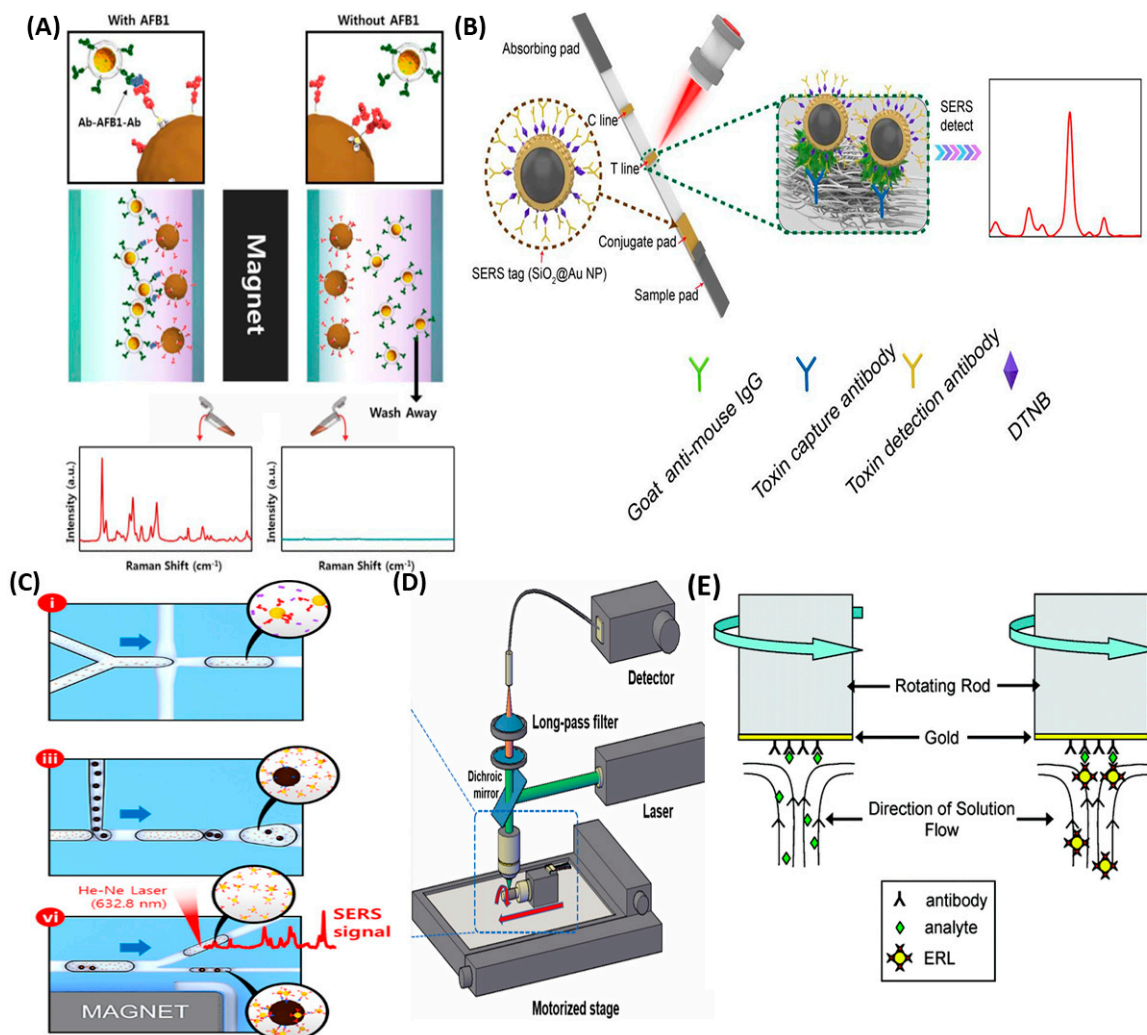 (A)
With AFB1
Without AFB1
Ab-AFB1-Ab
Magnet
Wash Away
Intensity (a.u.)
Raman Shift (cm⁻¹)
Intensity (a.u.)
Raman Shift (cm⁻¹)
(B)
Absorbing pad
C line
T line
Conjugate pad
SERS tag (SiO₂@Au NP)
Sample pad
SERS
detect
Goat anti-mouse IgG
Toxin capture antibody
Toxin detection antibody
DTNB
(C)
i
iii
He-Ne Laser
(632.8 nm)
SERS
signal
vi
MAGNET
(D)
Detector
Long-pass filter
Dichroic
mirror
Laser
Motorized stage
(E)
Rotating Rod
Gold
Direction of Solution
Flow
antibody
analyte
ERL